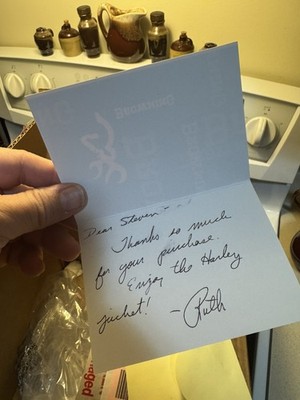 Dear Steven -
Thanks so much
for your purchase.
Enjoy the Harley
jacket!
- Ruth